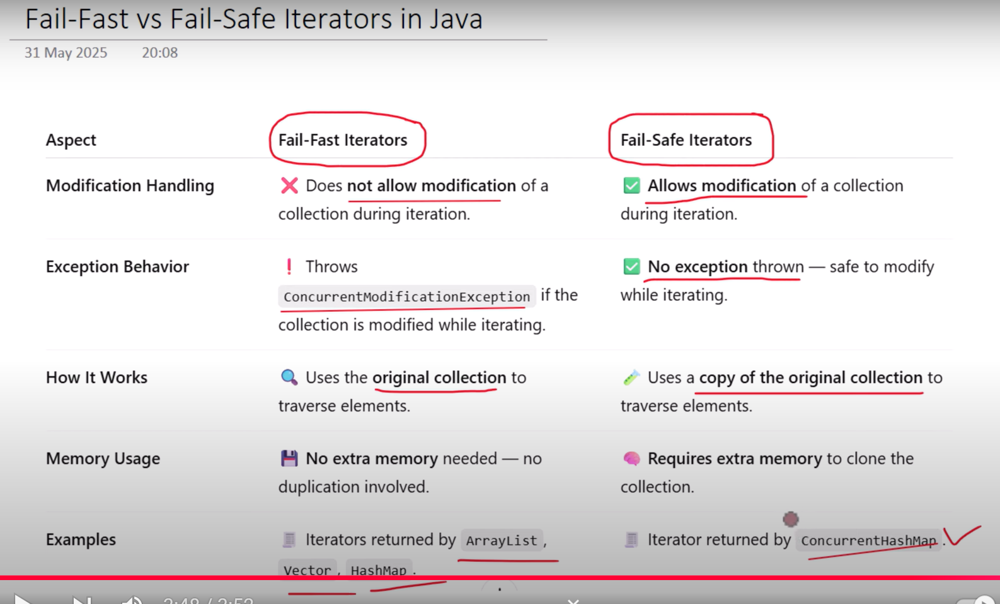 Fail-Fast vs Fail-Safe Iterators in Java
31 May 2025 20:08
Aspect Fail-Fast Iterators Fail-Safe Iterators
Modification Handling ❌ Does not allow modification of a ✅ Allows modification of a collection
collection during iteration. during iteration.
Exception Behavior ❗ Throws ✅ No exception thrown — safe to modify
ConcurrentModificationException if the while iterating.
collection is modified while iterating.
How It Works 🔍 Uses the original collection to 🧪 Uses a copy of the original collection to
traverse elements. traverse elements.
Memory Usage 💾 No extra memory needed — no 🧠 Requires extra memory to clone the
duplication involved. collection.
Examples 📜 Iterators returned by ArrayList, 📜 Iterator returned by ConcurrentHashMap.
Vector, HashMap.
2:48 / 2:52